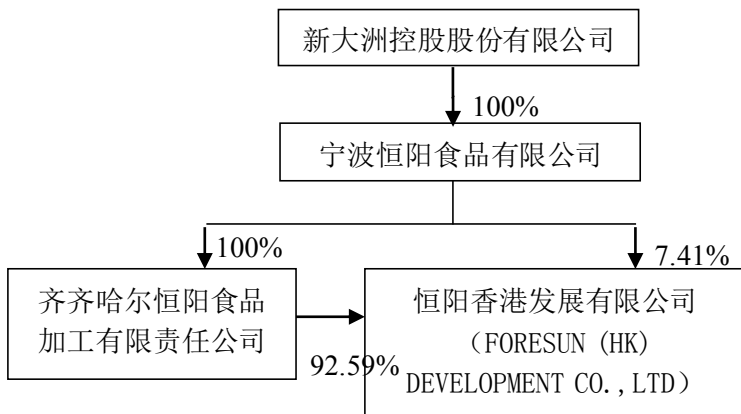 新大洲控股股份有限公司
100%
宁波恒阳食品有限公司
100%
7.41%
齐齐哈尔恒阳食品
加工有限责任公司
92.59%
恒阳香港发展有限公司
（FORESUN (HK)
DEVELOPMENT CO.,LTD）